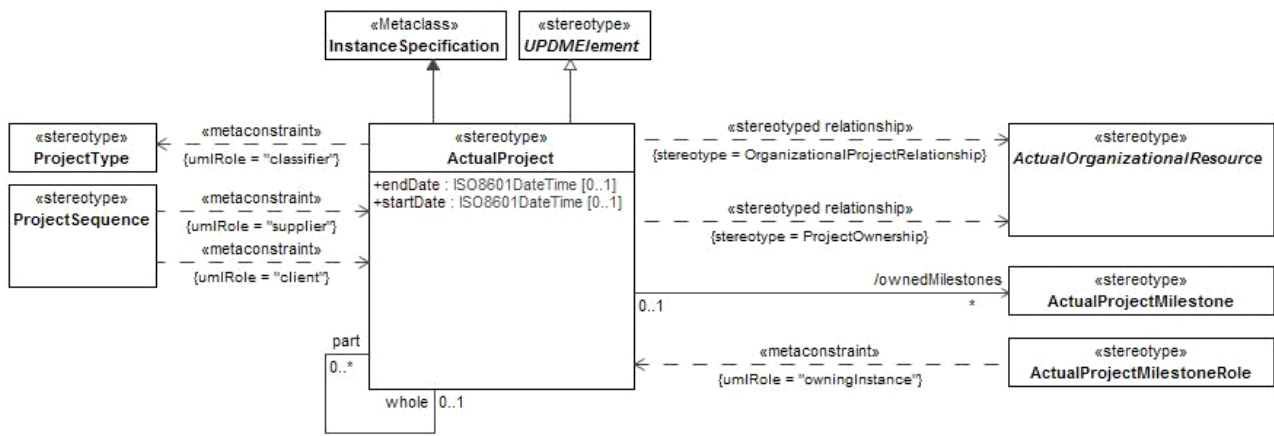 «Metaclass»
InstanceSpecification
«stereotype»
UPDMElement
«stereotype»
ProjectType
«metaconstraint»
{umlRole = "classifier"}
«stereotype»
ProjectSequence
«metaconstraint»
{umlRole = "supplier"}
«metaconstraint»
{umlRole = "client"}
«stereotype»
ActualProject
+endDate : ISO8601DateTime [0..1]
+startDate : ISO8601DateTime [0..1]
«stereotyped relationship»
{stereotype = OrganizationalProjectRelationship}
«stereotyped relationship»
{stereotype = ProjectOwnership}
«stereotype»
ActualOrganizationalResource
/ownedMilestones
0..1
*
«stereotype»
ActualProjectMilestone
«metaconstraint»
{umlRole = "owningInstance"}
«stereotype»
ActualProjectMilestoneRole
part
0..*
whole
0..1